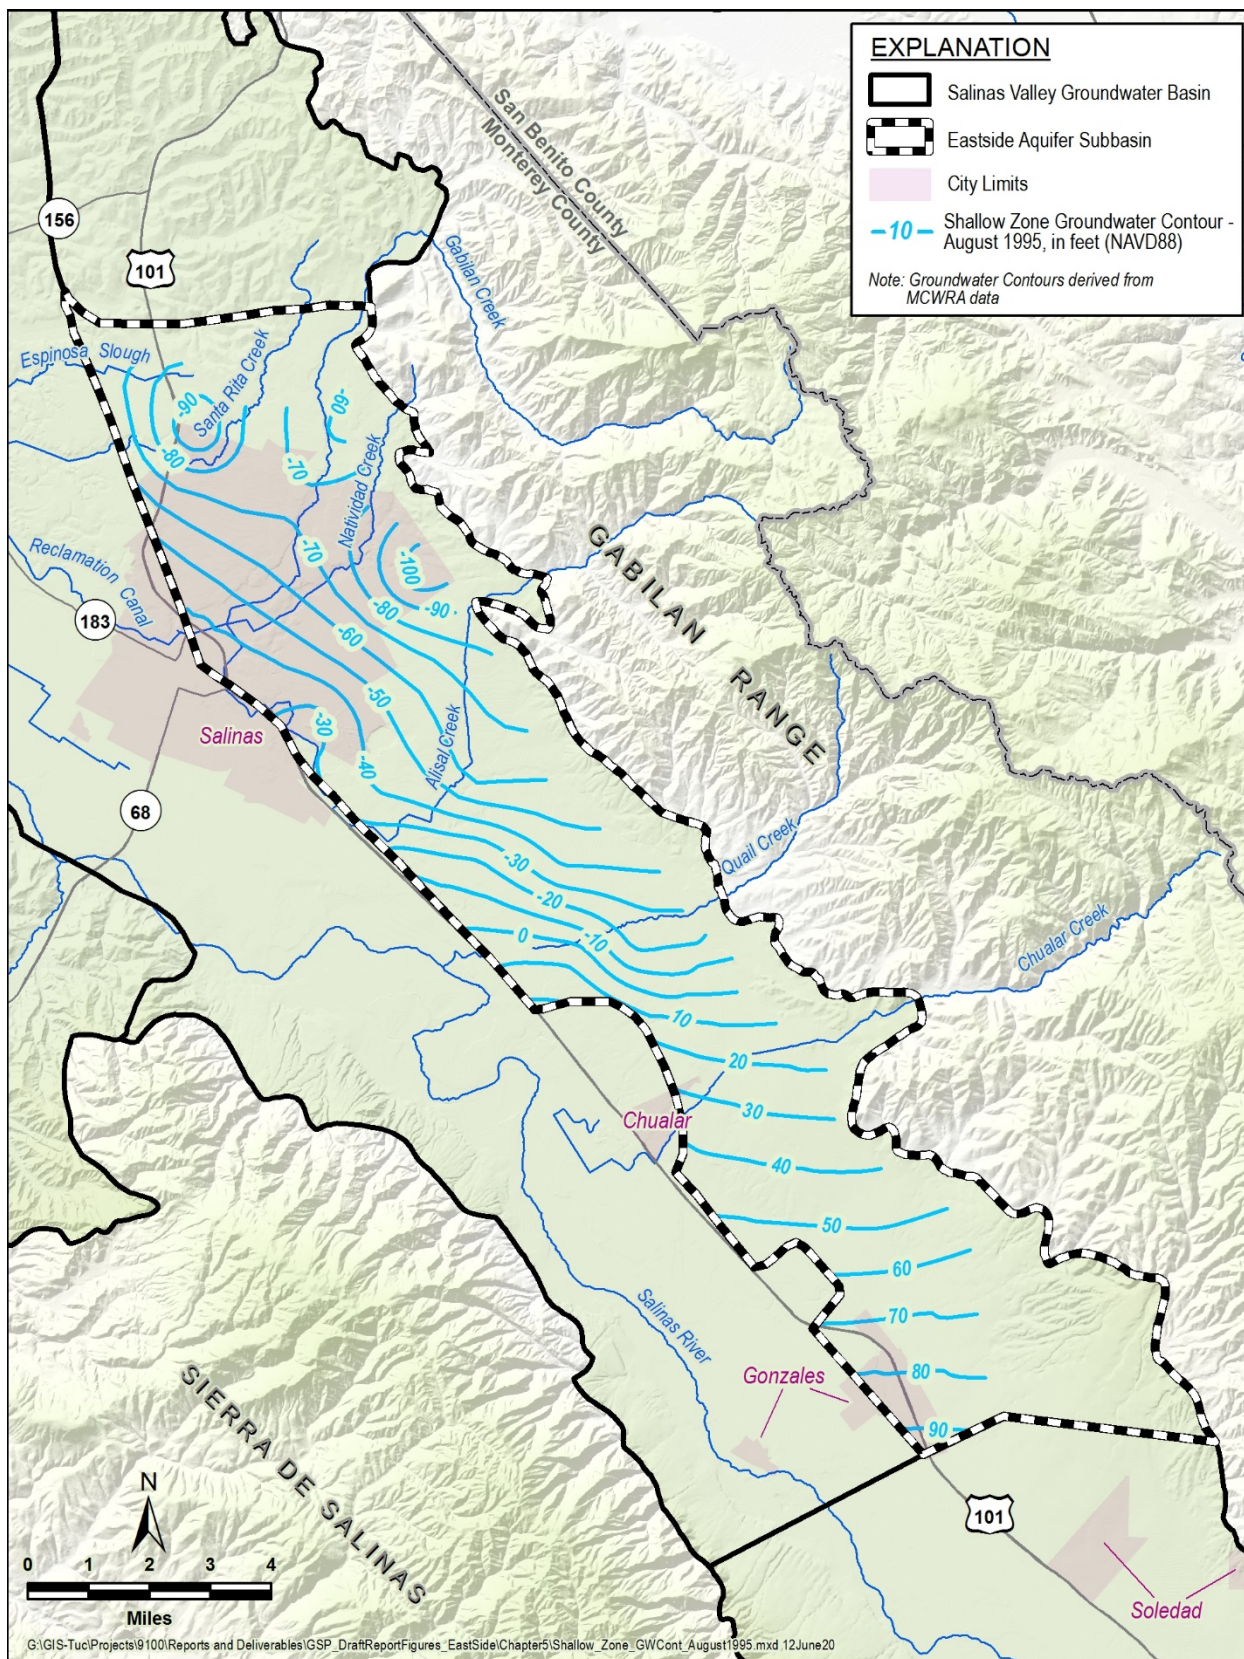 EXPLANATION
Salinas Valley Groundwater Basin
Eastside Aquifer Subbasin
City Limits
-10
Shallow Zone Groundwater Contour -
August 1995, in feet (NAVD88)
Note: Groundwater Contours derived from
MCWRA data
San Benito County
Monterey County
156
101
Gabilan Creek
Espinosa Slough
Santa Rita Creek
-90
-60
-80
-70
Natividad Creek
GABILAN
RANGE
-70
-100
Reclamation Canal
183
-80
-90
-60
-50
-30
Salinas
Alisal Creek
-40
68
Quail Creek
-30
-20
0
-10
Chualar Creek
10
20
30
Chualar
40
50
60
Salinas River
70
Gonzales
80
90
SIERRA DE SALINAS
N
101
0 1 2 3 4
Miles
Soledad
G:\GIS-Tuc\Projects\9100\Reports and Deliverables\GSP_DraftReportFigures_EastSide\Chapter5\Shallow_Zone_GWCont_August1995.mxd 12June20